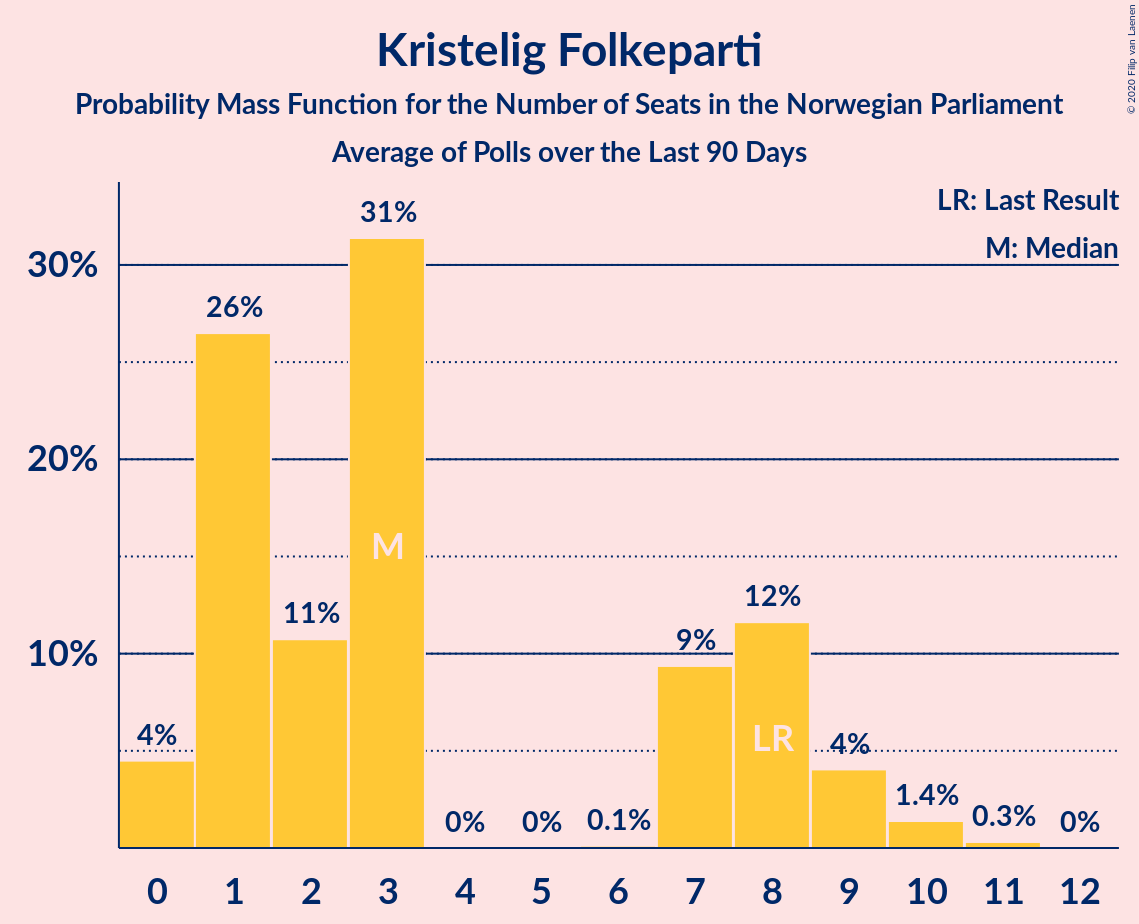 Kristelig Folkeparti
Probability Mass Function for the Number of Seats in the Norwegian Parliament
Average of Polls over the Last 90 Days
© 2020 Filip van Laenen
LR: Last Result
M: Median
30%
20%
10%
4%
26%
11%
31%
0%
0%
0.1%
9%
12%
4%
1.4%
0.3%
0%
M
LR
0 1 2 3 4 5 6 7 8 9 10 11 12